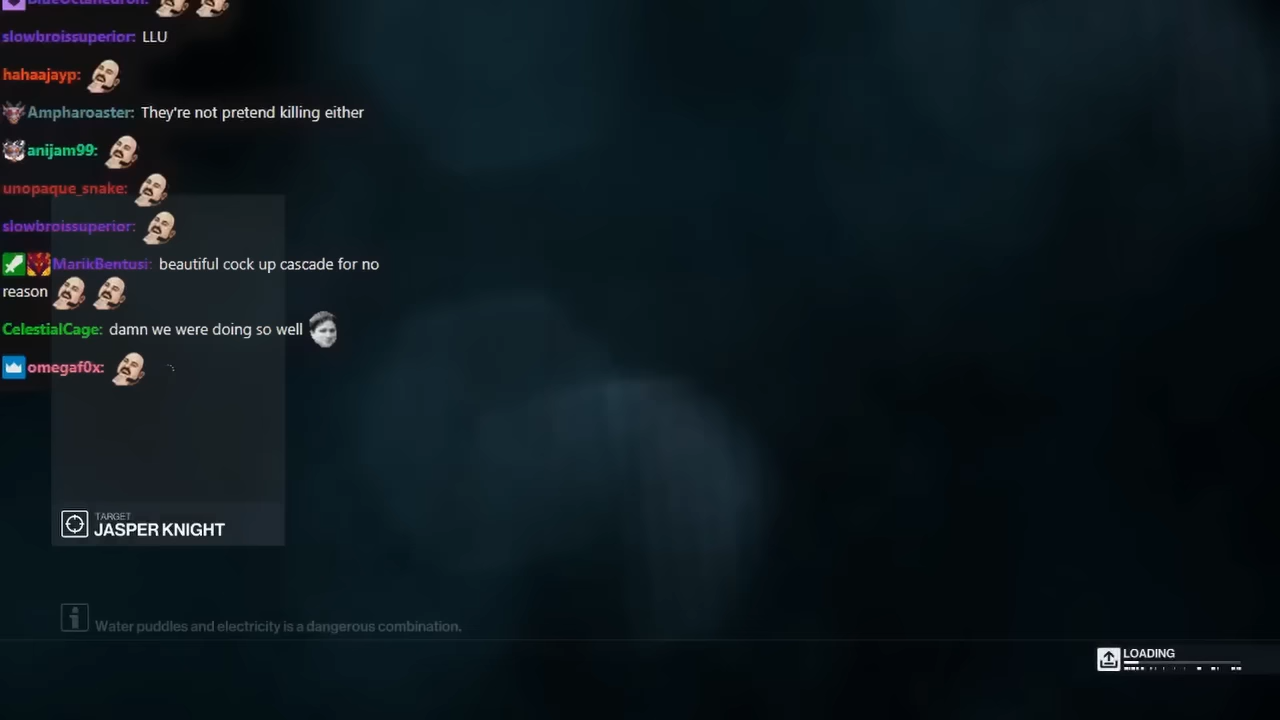 BlueOctahedron:
slowbroissuperior: LLU
hahaajayp:
Ampharoaster: They're not pretend killing either
anijam99:
unopaque_snake:
slowbroissuperior:
MarikBentusi: beautiful cock up cascade for no
reason
CelestialCage: damn we were doing so well
omegaf0x:
TARGET
JASPER KNIGHT
Water puddles and electricity is a dangerous combination.
LOADING